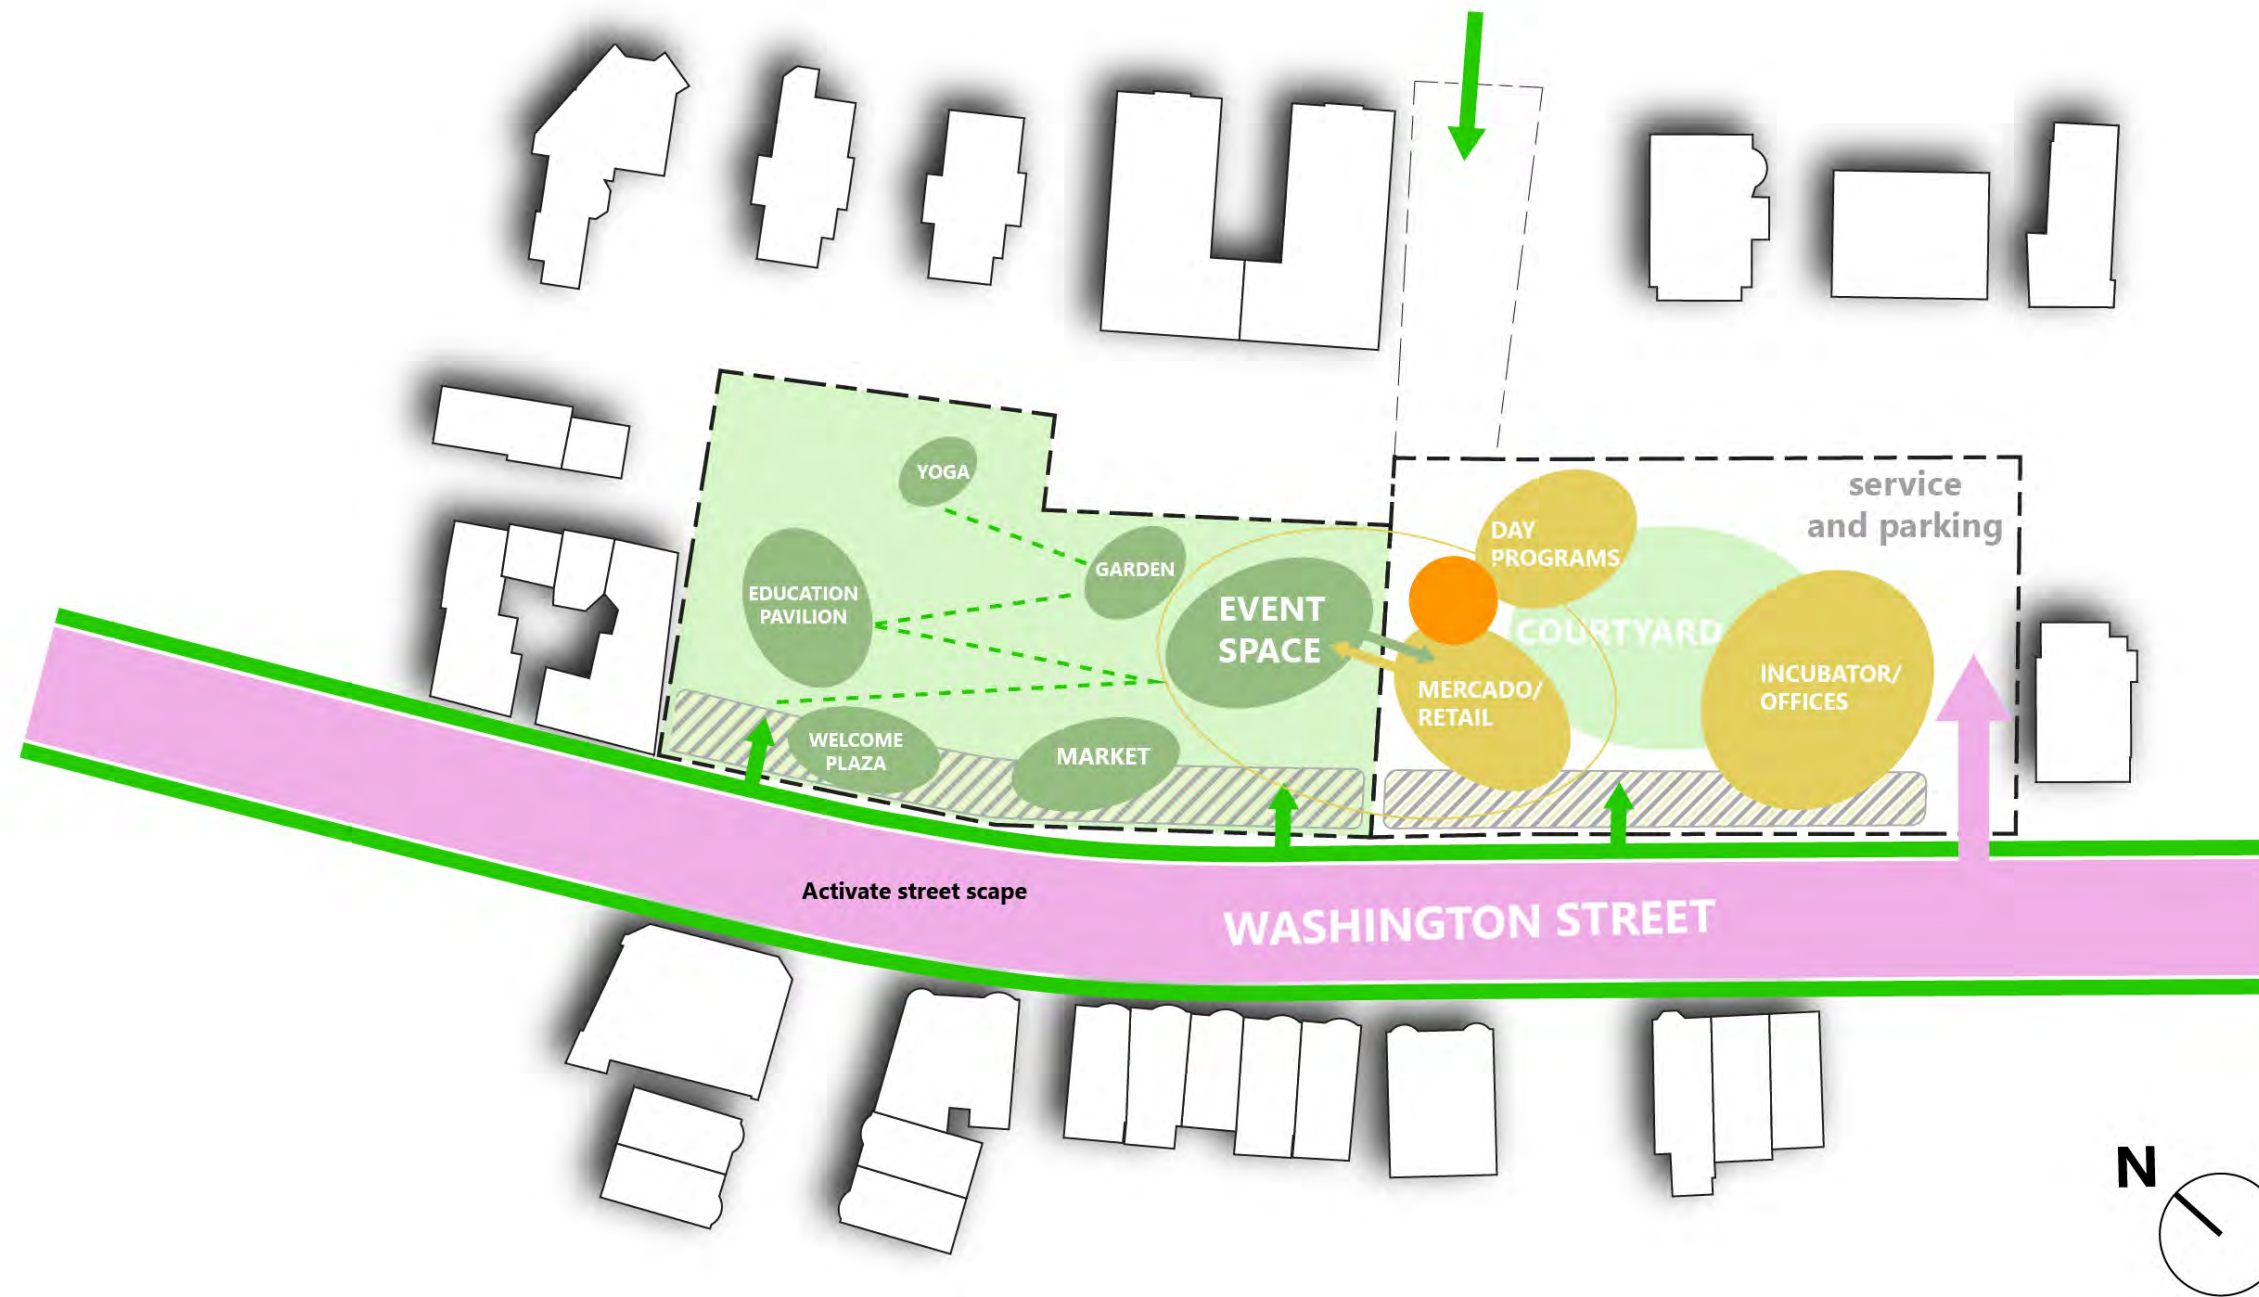 service
and parking
YOGA
DAY
PROGRAMS
GARDEN
EDUCATION
PAVILION
EVENT
SPACE
COURTYARD
MERCADO/
RETAIL
INCUBATOR/
OFFICES
WELCOME
PLAZA
MARKET
Activate street scape
WASHINGTON STREET
N